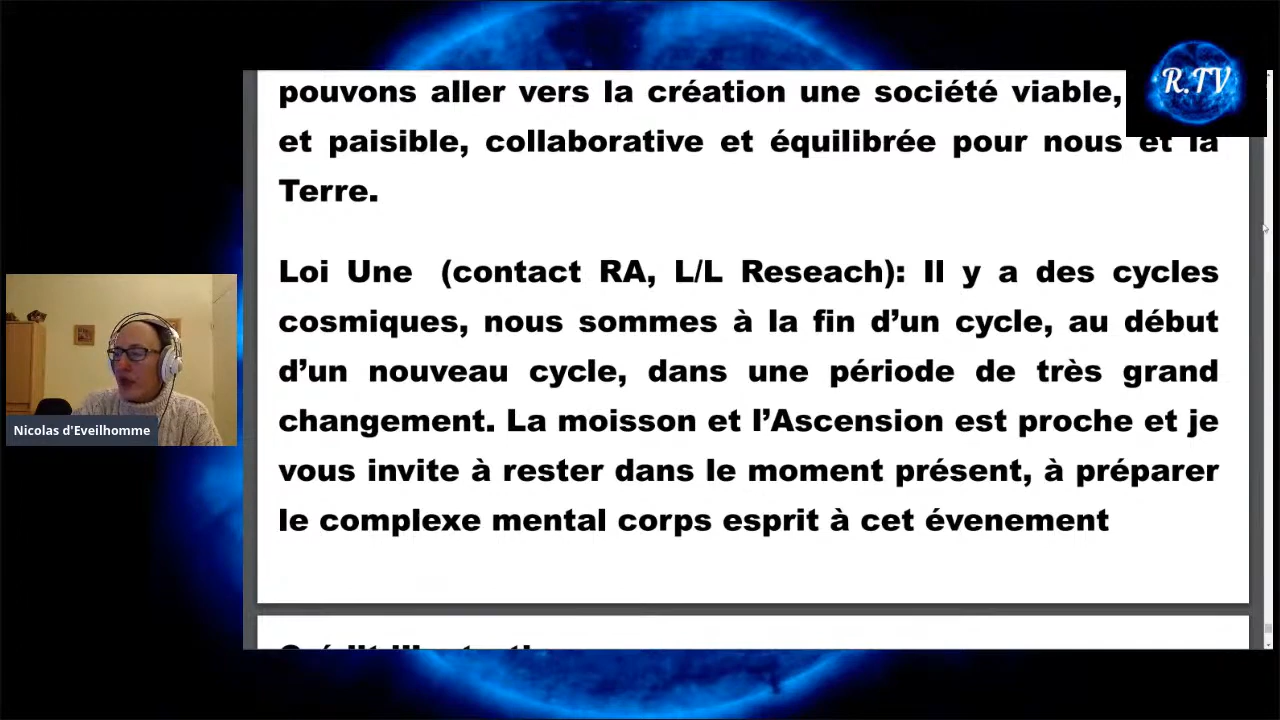 pouvons aller vers la création une société viable,
et paisible, collaborative et équilibrée pour nous et la
Terre.
Loi Une (contact RA, L/L Reseach): Il y a des cycles
cosmiques, nous sommes à la fin d’un cycle, au début
d’un nouveau cycle, dans une période de très grand
changement. La moisson et l’Ascension est proche et je
vous invite à rester dans le moment présent, à préparer
le complexe mental corps esprit à cet évenement
R.TV
Nicolas d'Eveilhomme